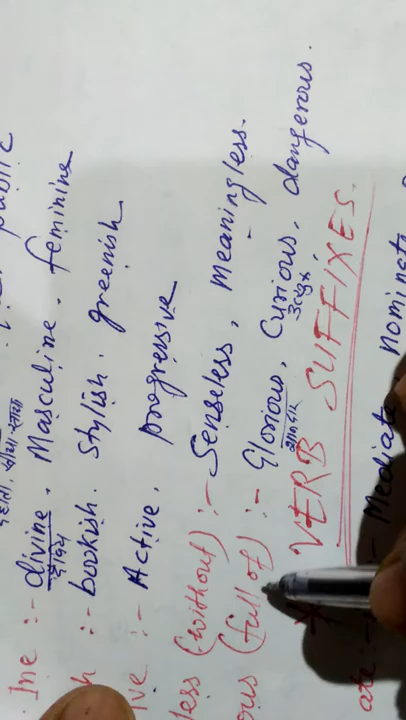 public
Ine :- divine, Masculine, feminine
h :- bookish. Stylish. greenish
ive :- Active, progressive
less (without) :- Senseless, Meaningless.
ous (full of) :- Glorious, Curious, dangerous.
VERB SUFFIXES.
ate :- Mediate, nominate